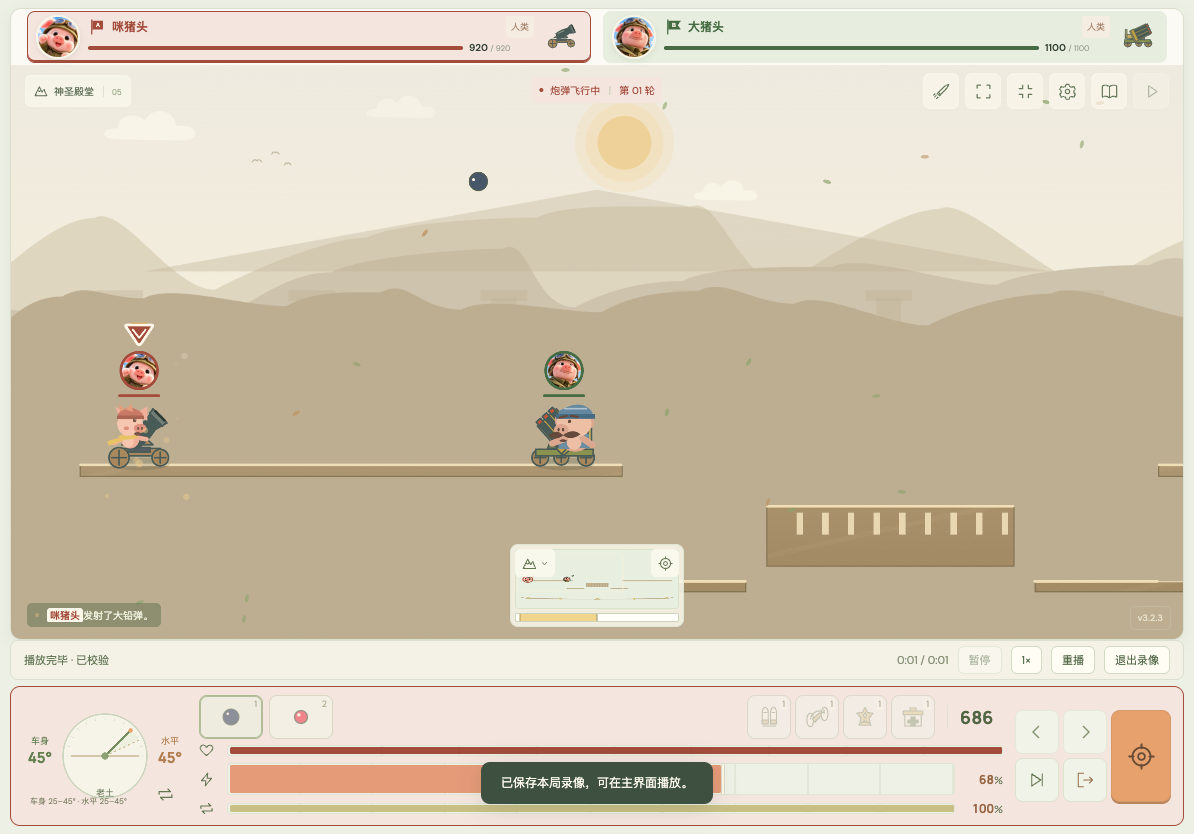 咪猪头
人类
920 / 920
大猪头
人类
1100 / 1100
神圣殿堂 05
炮弹飞行中 第 01 轮
咪猪头发射了大铅弹。
v3.2.3
播放完毕 · 已校验
0:01 / 0:01
暂停
1×
重播
退出录像
车身
45°
水平
45°
老土
车身 25–45° · 水平 25–45°
1
2
1
1
1
1
686
68%
100%
已保存本局录像，可在主界面播放。